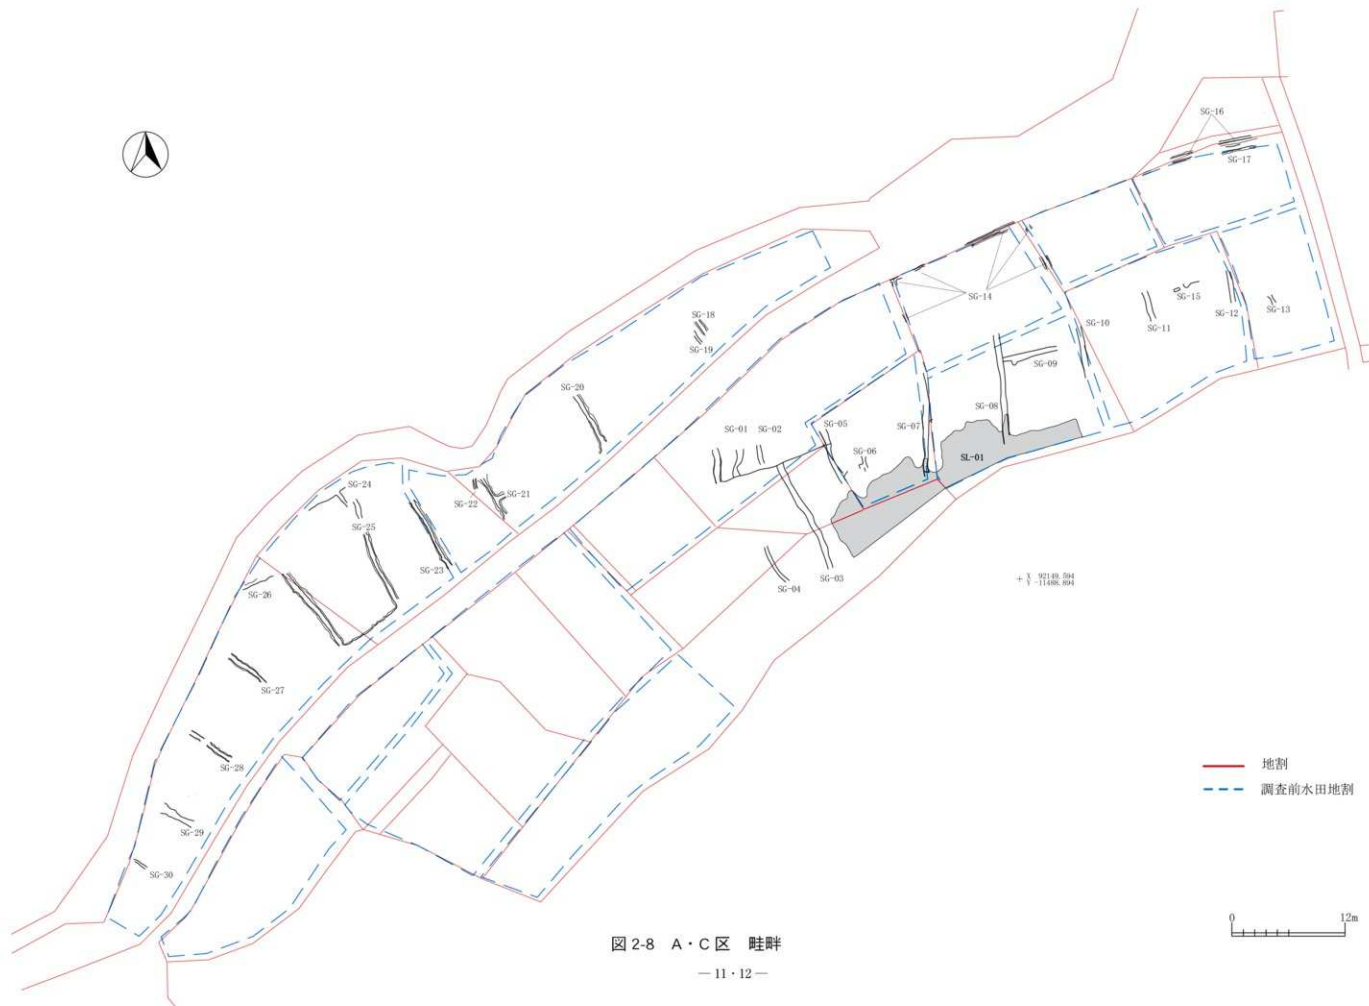 SG-16
SG-17
SG-14
SG-15
SG-12
SG-13
SG-11
SG-10
SG-18
SG-19
SG-09
SG-20
SG-08
SG-01
SG-02
SG-05
SG-07
SG-06
SL-01
SG-24
SG-22
SG-21
SG-25
SG-23
SG-03
SG-04
SG-26
+ X 92149.594
Y -11488.894
SG-27
SG-28
SG-29
SG-30
地割
調査前水田地割
0 12m
図 2-8 A・C 区 畦畔
— 11・12 —